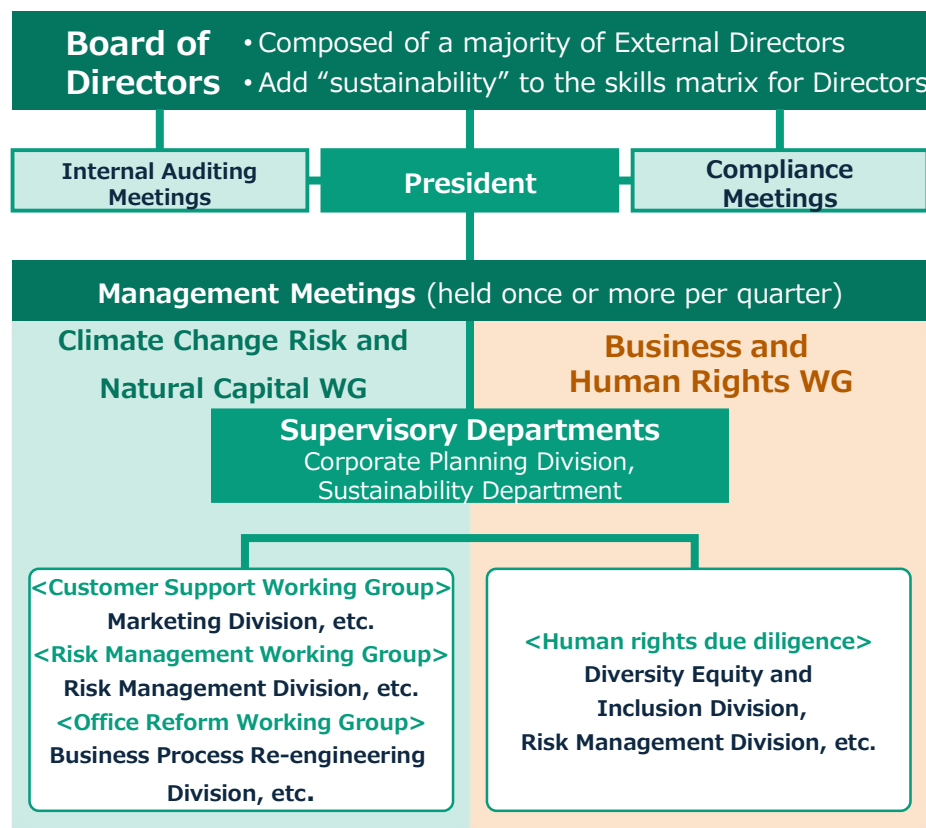 Board of Directors
• Composed of a majority of External Directors
• Add “sustainability” to the skills matrix for Directors
Internal Auditing
Meetings
President
Compliance
Meetings
Management Meetings (held once or more per quarter)
Climate Change Risk and
Natural Capital WG
Business and
Human Rights WG
Supervisory Departments
Corporate Planning Division,
Sustainability Department
<Customer Support Working Group>
Marketing Division, etc.
<Risk Management Working Group>
Risk Management Division, etc.
<Office Reform Working Group>
Business Process Re-engineering
Division, etc.
<Human rights due diligence>
Diversity Equity and
Inclusion Division,
Risk Management Division, etc.